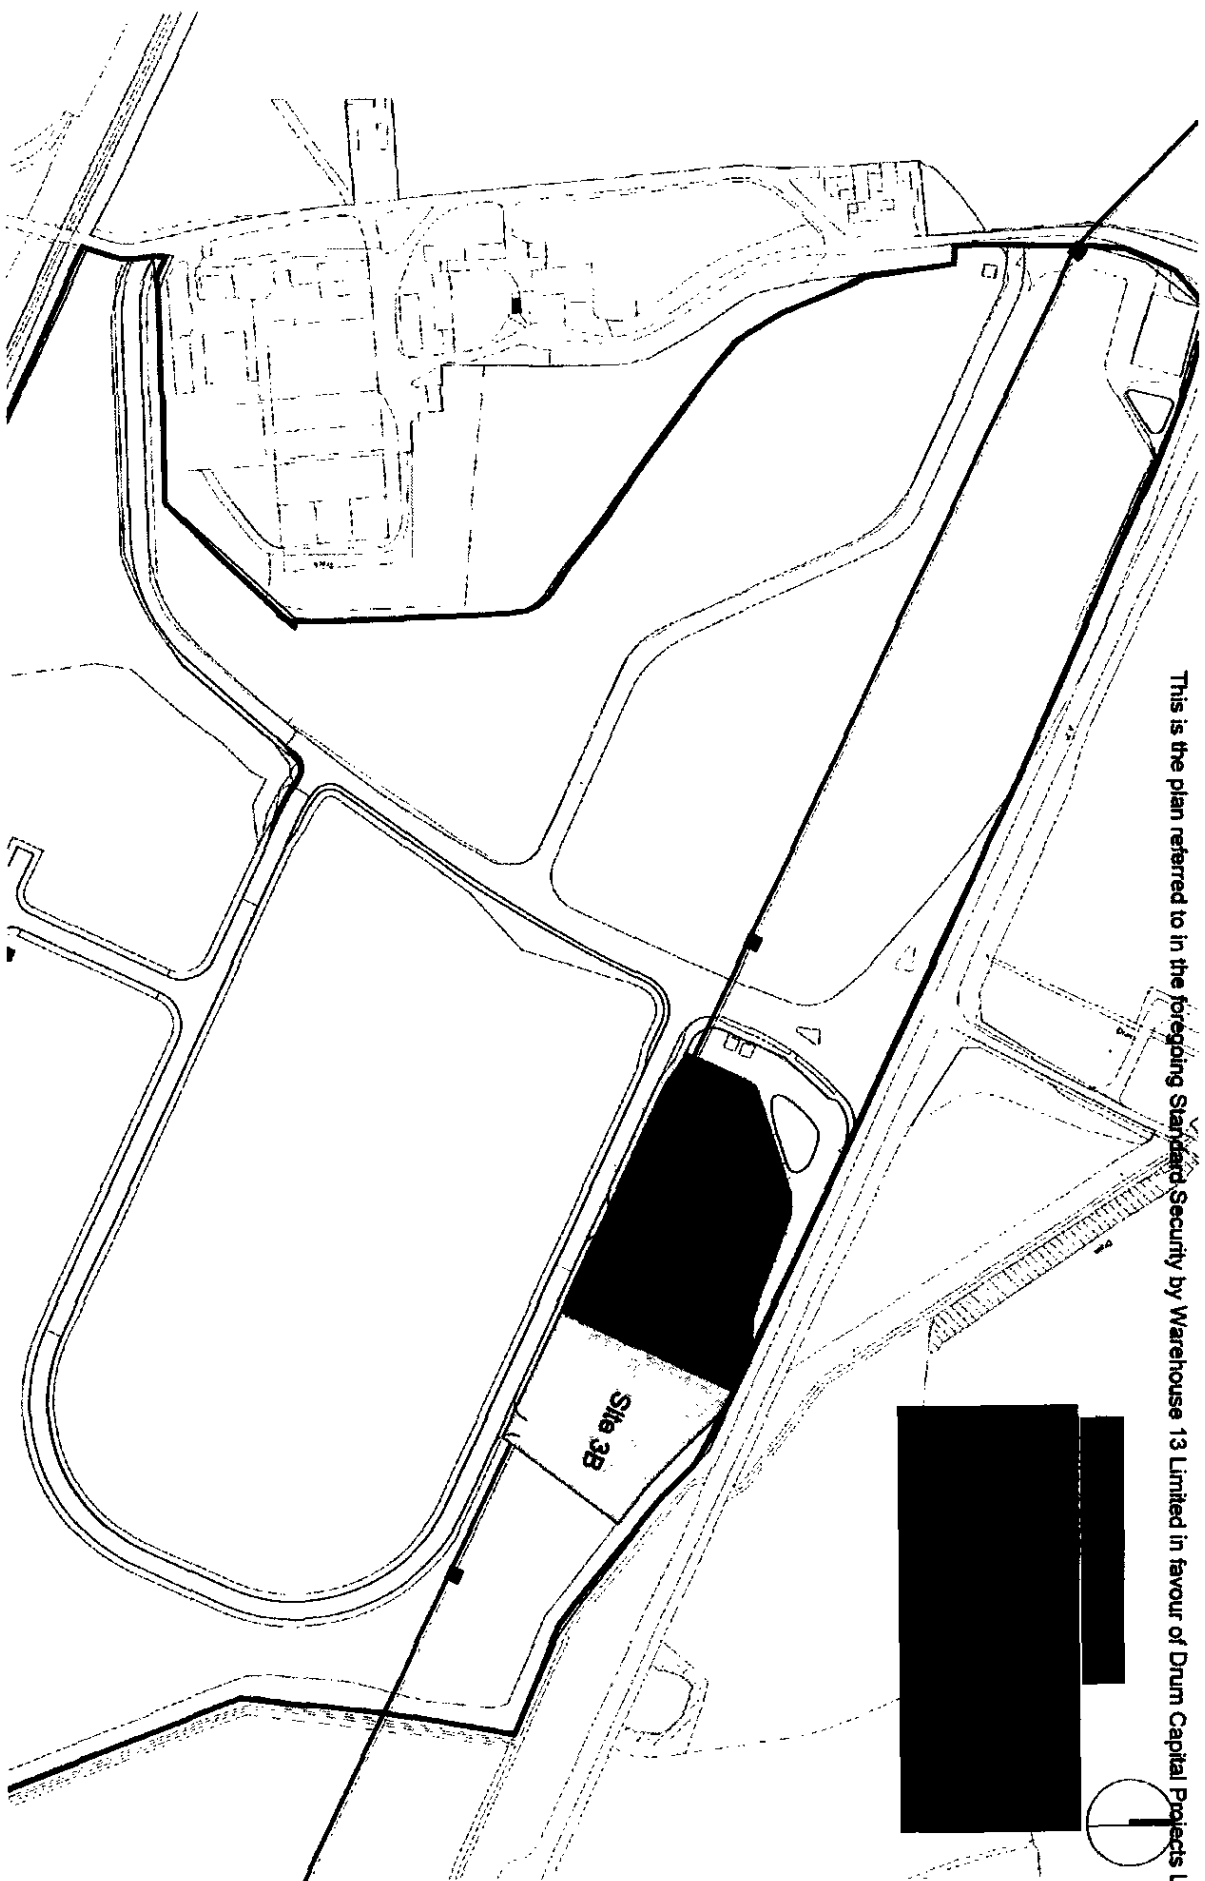 This is the plan referred to in the foregoing Standard Security by Warehouse 13 Limited in favour of Drum Capital Projects L
Site 3B